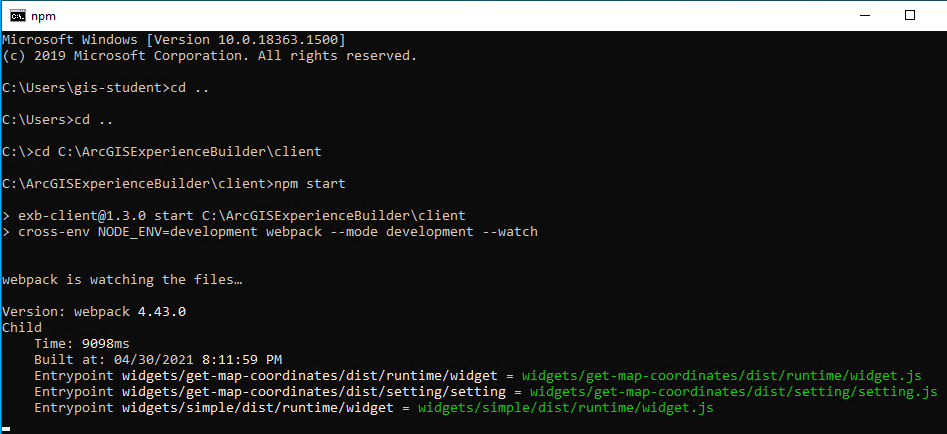 npm
Microsoft Windows [Version 10.0.18363.1500]
(c) 2019 Microsoft Corporation. All rights reserved.
C:\Users\gis-student>cd ..
C:\Users>cd ..
C:\>cd C:\ArcGISExperienceBuilder\client
C:\ArcGISExperienceBuilder\client>npm start
> exb-client@1.3.0 start C:\ArcGISExperienceBuilder\client
> cross-env NODE_ENV=development webpack --mode development --watch
webpack is watching the files…
Version: webpack 4.43.0
Child
    Time: 9098ms
    Built at: 04/30/2021 8:11:59 PM
    Entrypoint widgets/get-map-coordinates/dist/runtime/widget = widgets/get-map-coordinates/dist/runtime/widget.js
    Entrypoint widgets/get-map-coordinates/dist/setting/setting = widgets/get-map-coordinates/dist/setting/setting.js
    Entrypoint widgets/simple/dist/runtime/widget = widgets/simple/dist/runtime/widget.js